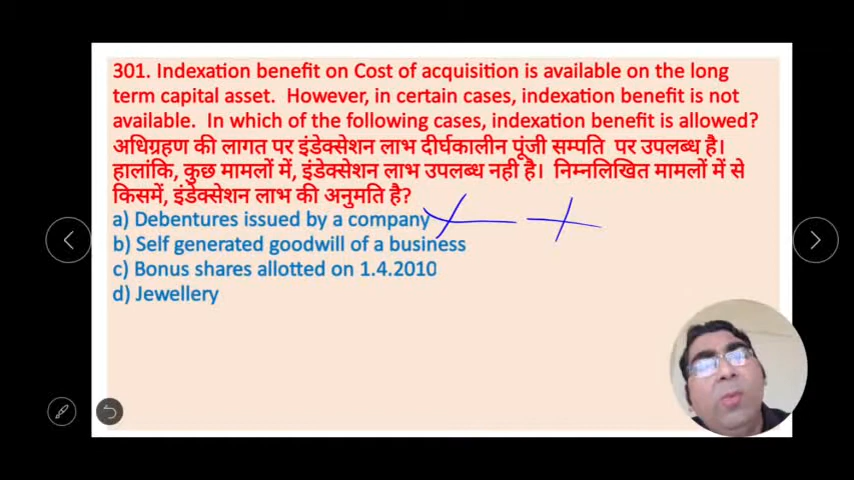 301. Indexation benefit on Cost of acquisition is available on the long
term capital asset. However, in certain cases, indexation benefit is not
available. In which of the following cases, indexation benefit is allowed?
अधिग्रहण की लागत पर इंडेक्सेशन लाभ दीर्घकालीन पूंजी सम्पति पर उपलब्ध है।
हालांकि, कुछ मामलों में, इंडेक्सेशन लाभ उपलब्ध नही है। निम्नलिखित मामलों में से
किसमें, इंडेक्सेशन लाभ की अनुमति है?
a) Debentures issued by a company
b) Self generated goodwill of a business
c) Bonus shares allotted on 1.4.2010
d) Jewellery